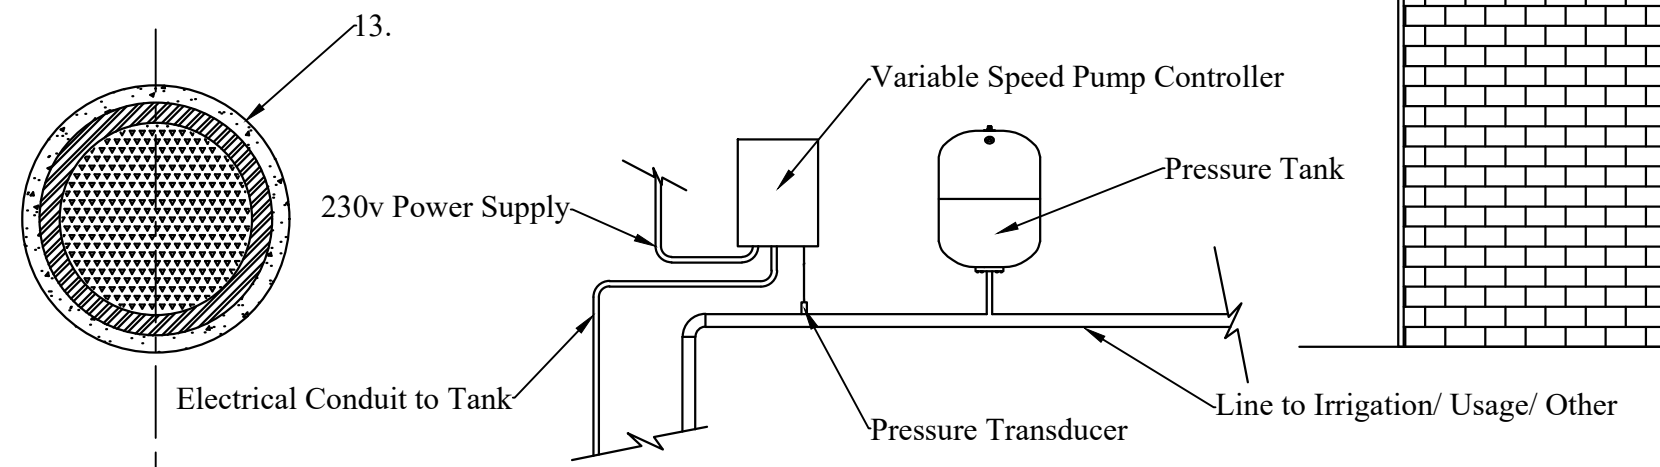 13.
Variable Speed Pump Controller
Pressure Tank
230v Power Supply
Electrical Conduit to Tank
Line to Irrigation/ Usage/ Other
Pressure Transducer